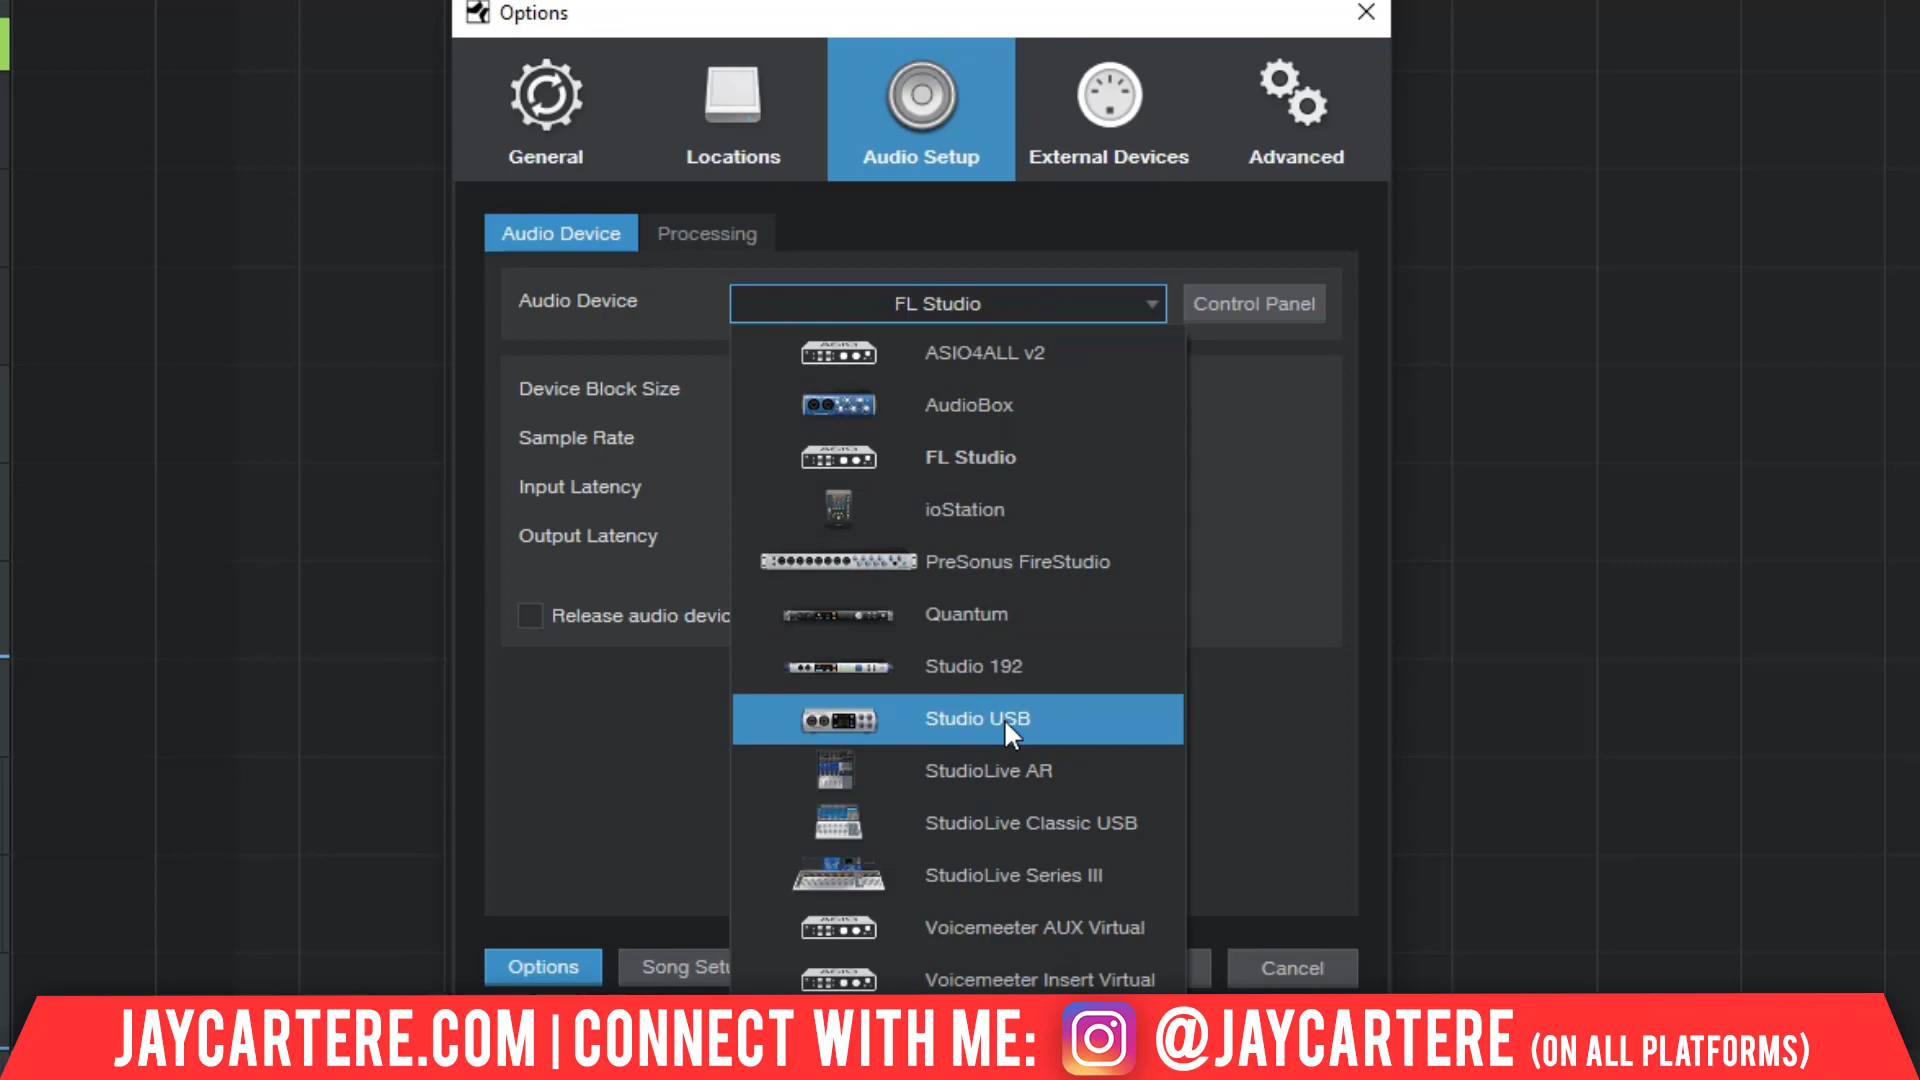 Options
General
Locations
Audio Setup
External Devices
Advanced
Audio Device
Processing
Audio Device
FL Studio
Control Panel
ASIO4ALL v2
Device Block Size
AudioBox
Sample Rate
FL Studio
Input Latency
ioStation
Output Latency
PreSonus FireStudio
Release audio devic
Quantum
Studio 192
Studio USB
StudioLive AR
StudioLive Classic USB
StudioLive Series III
Voicemeeter AUX Virtual
Voicemeeter Insert Virtual
Options
Song Setu
Cancel
JAYCARTERE.COM | CONNECT WITH ME: @JAYCARTERE (ON ALL PLATFORMS)